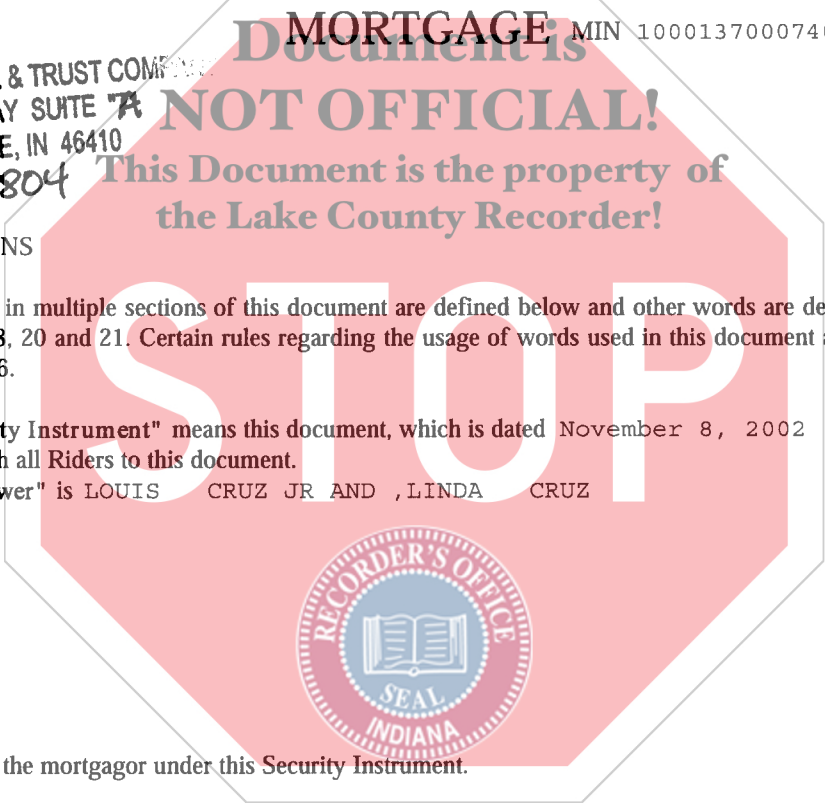 Document is
MORTGAGE MIN 1000137000740
& TRUST COMPANY
AY SUITE "A
E, IN 46410
804
NOT OFFICIAL!
This Document is the property of
the Lake County Recorder!
NS
in multiple sections of this document are defined below and other words are de
3, 20 and 21. Certain rules regarding the usage of words used in this document a
6.
ty Instrument" means this document, which is dated November 8, 2002
h all Riders to this document.
wer" is LOUIS CRUZ JR AND ,LINDA CRUZ
STOP
RECORDER'S OFFICE
SEAL
INDIANA
the mortgagor under this Security Instrument.